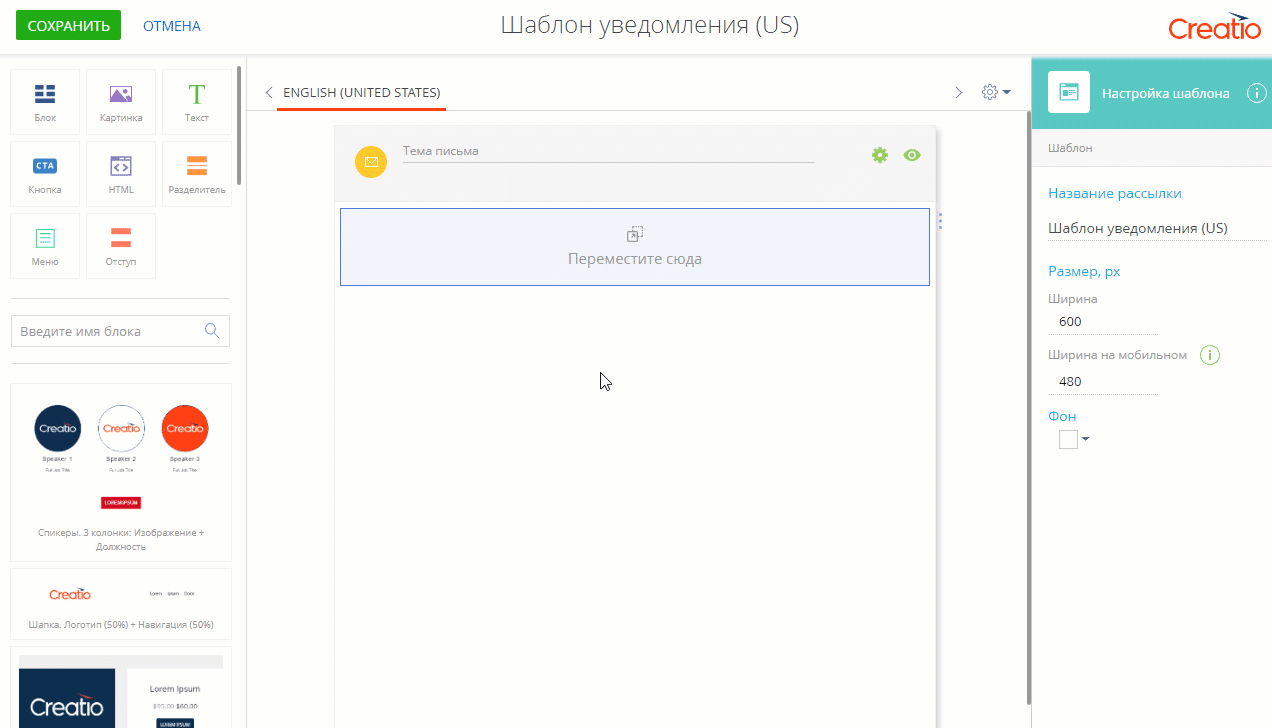 СОХРАНИТЬ
ОТМЕНА
Шаблон уведомления (US)
Creatio
Блок
Картинка
Текст
CTA
Кнопка
HTML
Разделитель
Меню
Отступ
Введите имя блока
Creatio
Creatio
Creatio
Speaker 1
Speaker 2
Speaker 3
Full Job Title
Full Job Title
Full Job Title
LOREM IPSUM
Спикеры. 3 колонки: Изображение +
Должность
Creatio
Lorem Ipsum Dolor
Шапка. Логотип (50%) + Навигация (50%)
Creatio
Lorem Ipsum
$95.00 $60.00
LOREM IPSUM
ENGLISH (UNITED STATES)
Тема письма
Переместите сюда
Настройка шаблона
Шаблон
Название рассылки
Шаблон уведомления (US)
Размер, px
Ширина
600
Ширина на мобильном
480
Фон